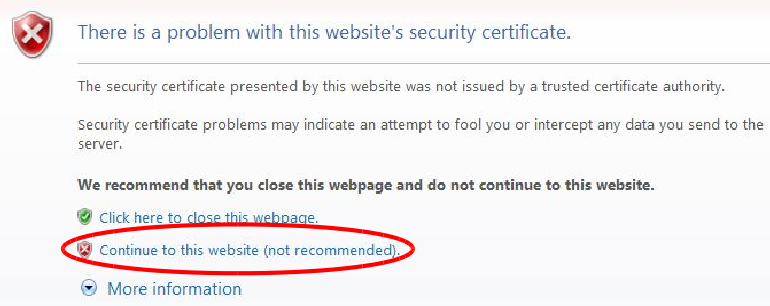 There is a problem with this website's security certificate.
The security certificate presented by this website was not issued by a trusted certificate authority.
Security certificate problems may indicate an attempt to fool you or intercept any data you send to the
server.
We recommend that you close this webpage and do not continue to this website.
Click here to close this webpage.
Continue to this website (not recommended).
More information